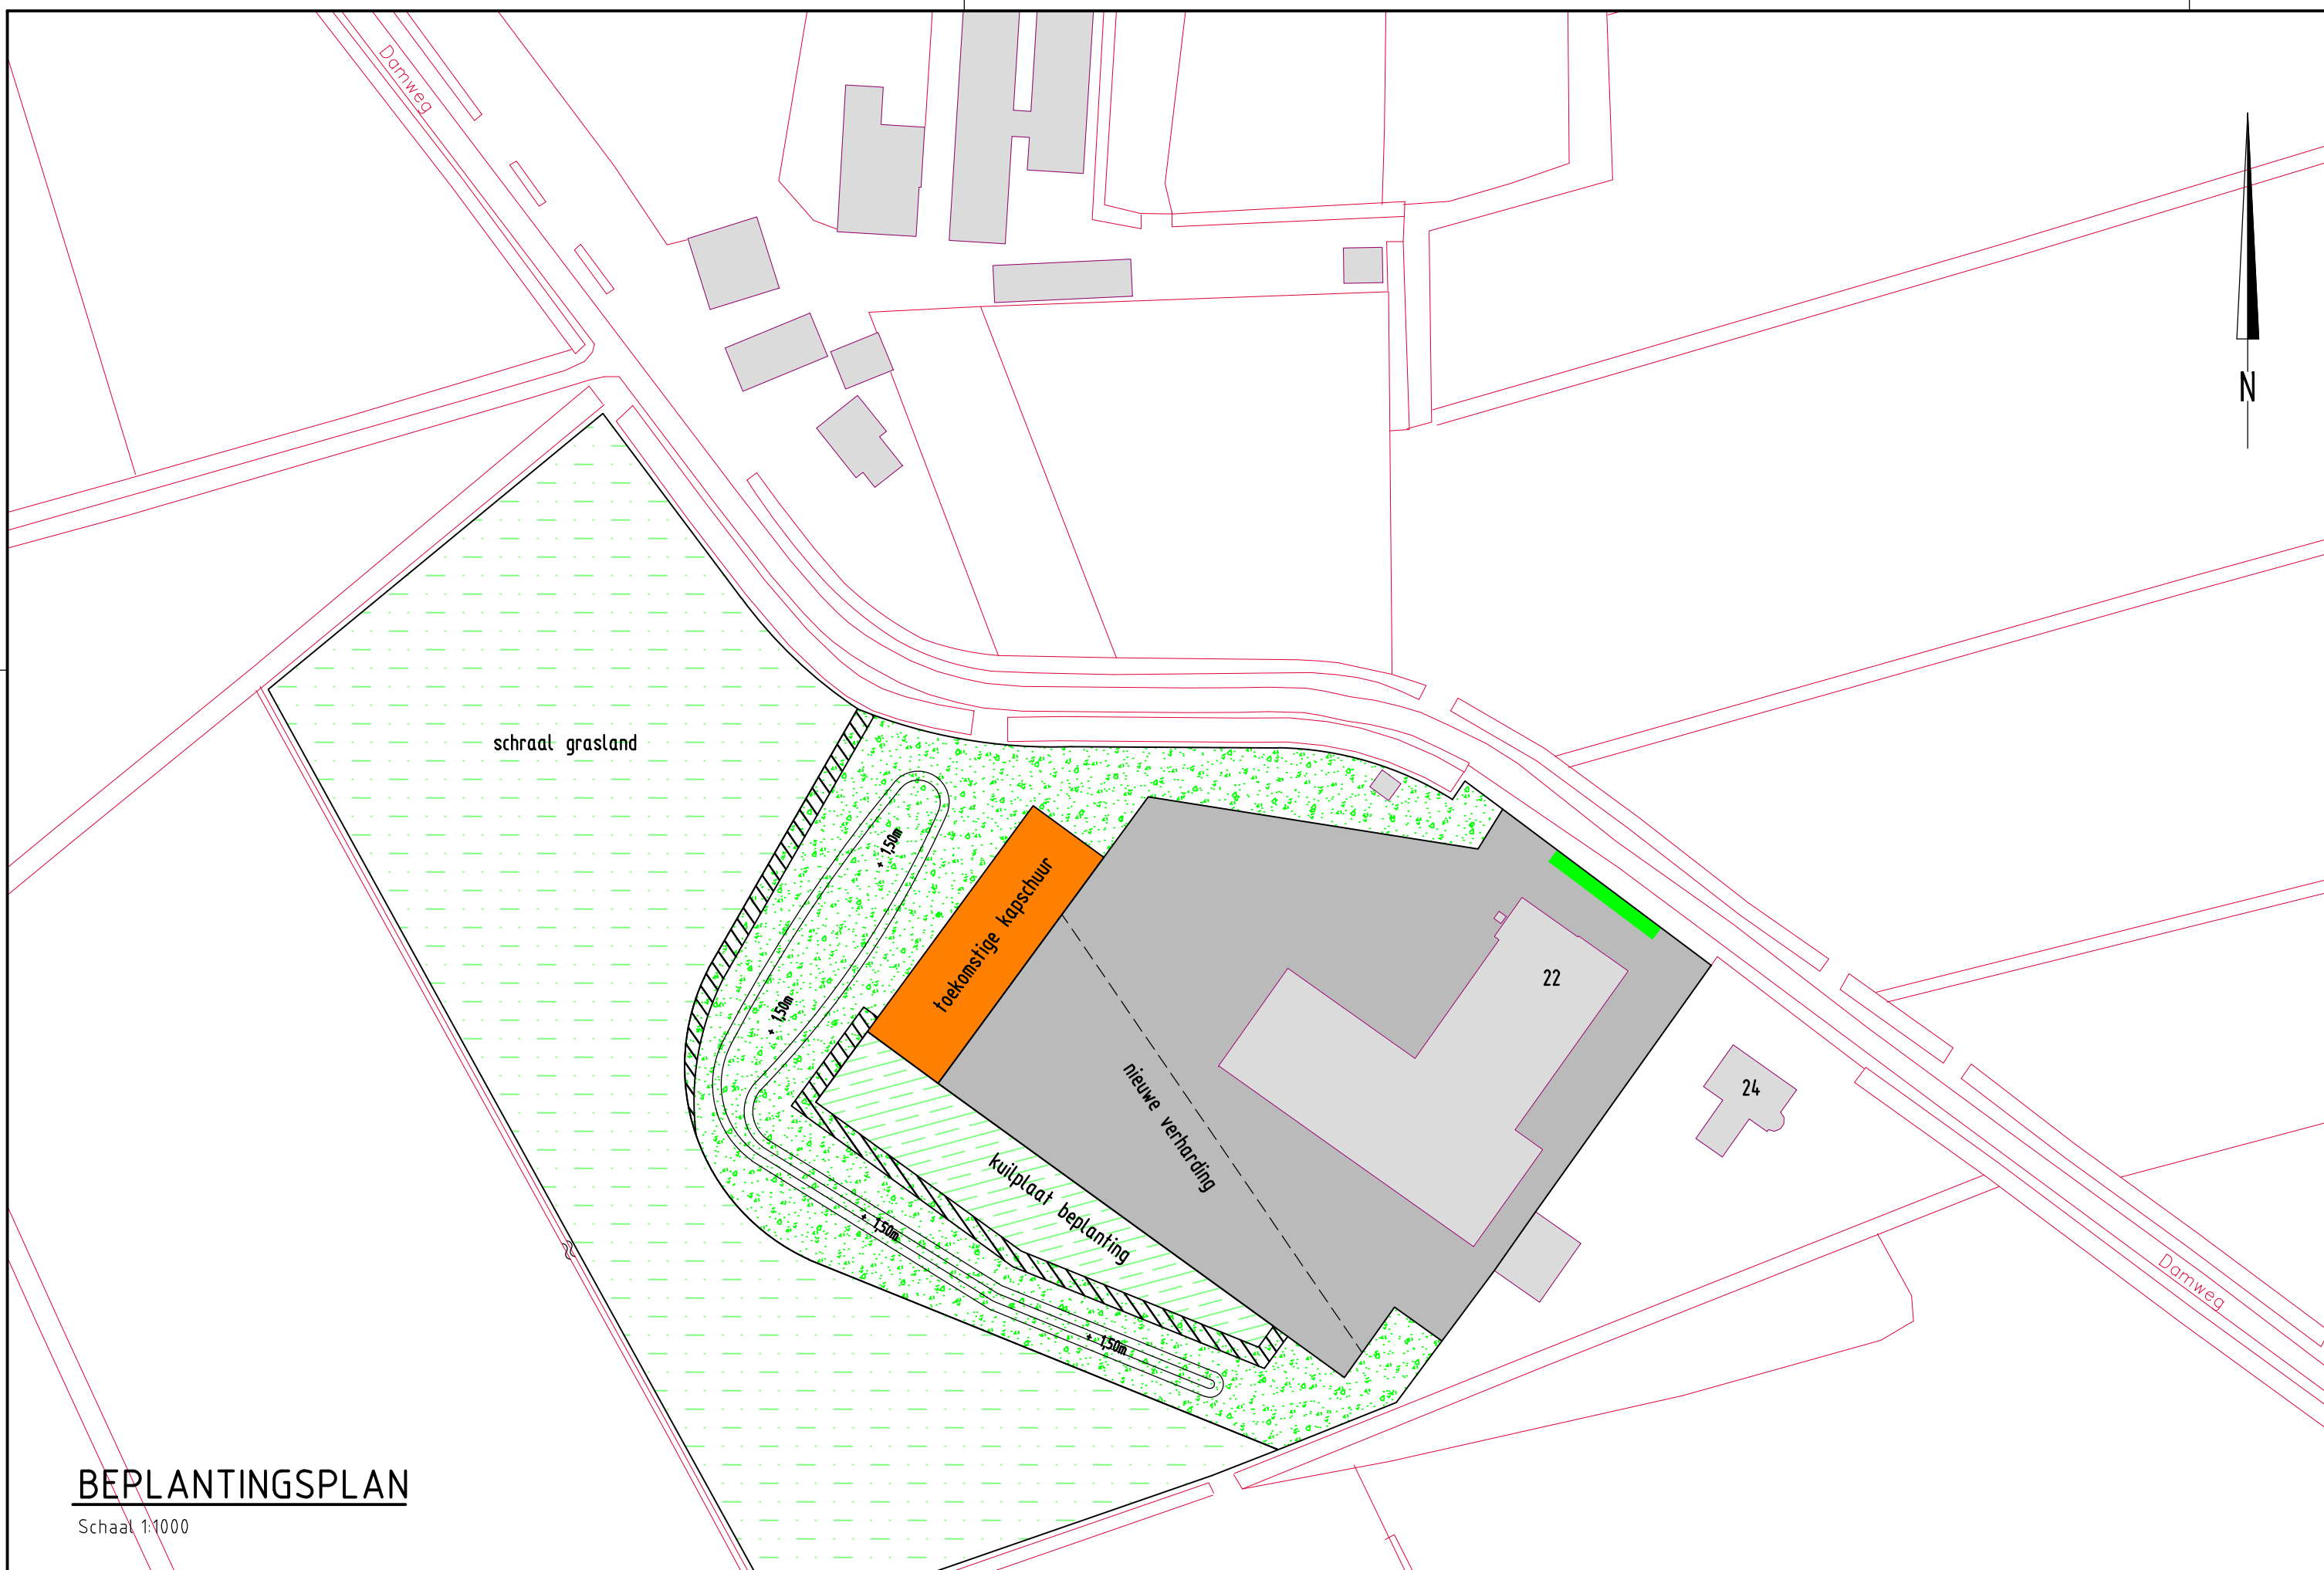 Damweg
N
schraal grasland
+ 1,50m
toekomstige kapschuur
22
+ 1,50m
nieuwe verharding
24
kuilplaat beplanting
+ 1,50m
Damweg
+ 1,50m
BEPLANTINGSPLAN
Schaal 1:1000